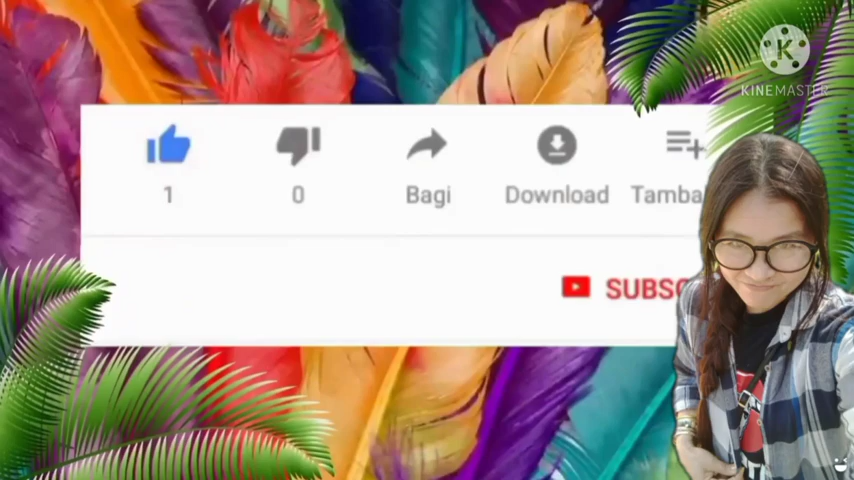 KINEMASTER
1
0
Bagi
Download
Tamba
SUBSC